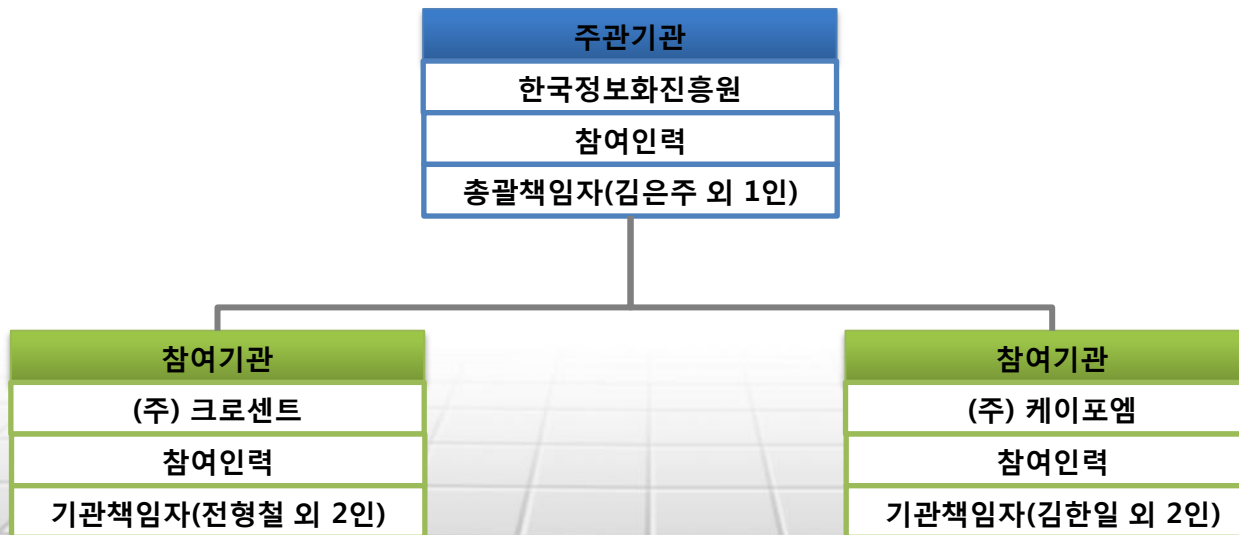 주관기관
한국정보화진흥원
참여인력
총괄책임자(김은주 외 1인)
참여기관
(주) 크로센트
참여인력
기관책임자(전형철 외 2인)
참여기관
(주) 케이포엠
참여인력
기관책임자(김한일 외 2인)